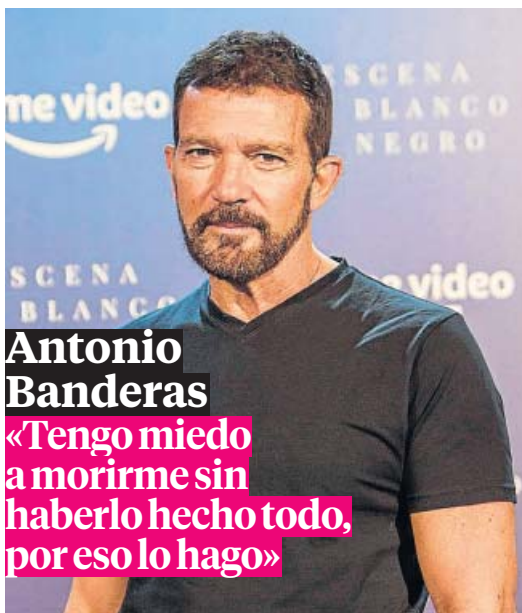 me video
SCENA
BLANCO
NEGRO
SCENA
BLANCO
e video
Antonio
Banderas
«Tengo miedo
a morirme sin
haberlo hecho todo,
por eso lo hago»